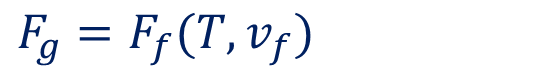 F_g = F_f(T, v_f)